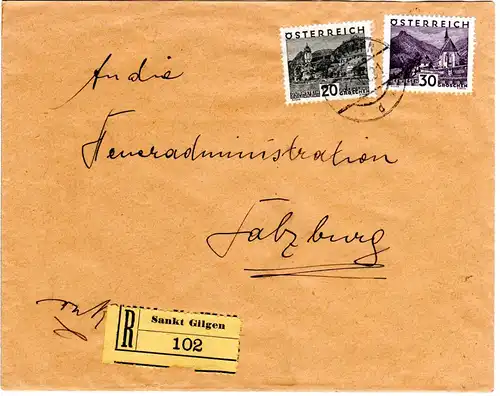 ÖSTERREICH
20
GROSCHEN
ÖSTERREICH
30
GROSCHEN
An die
Steueradministration
Salzburg
R
Sankt Gilgen
102